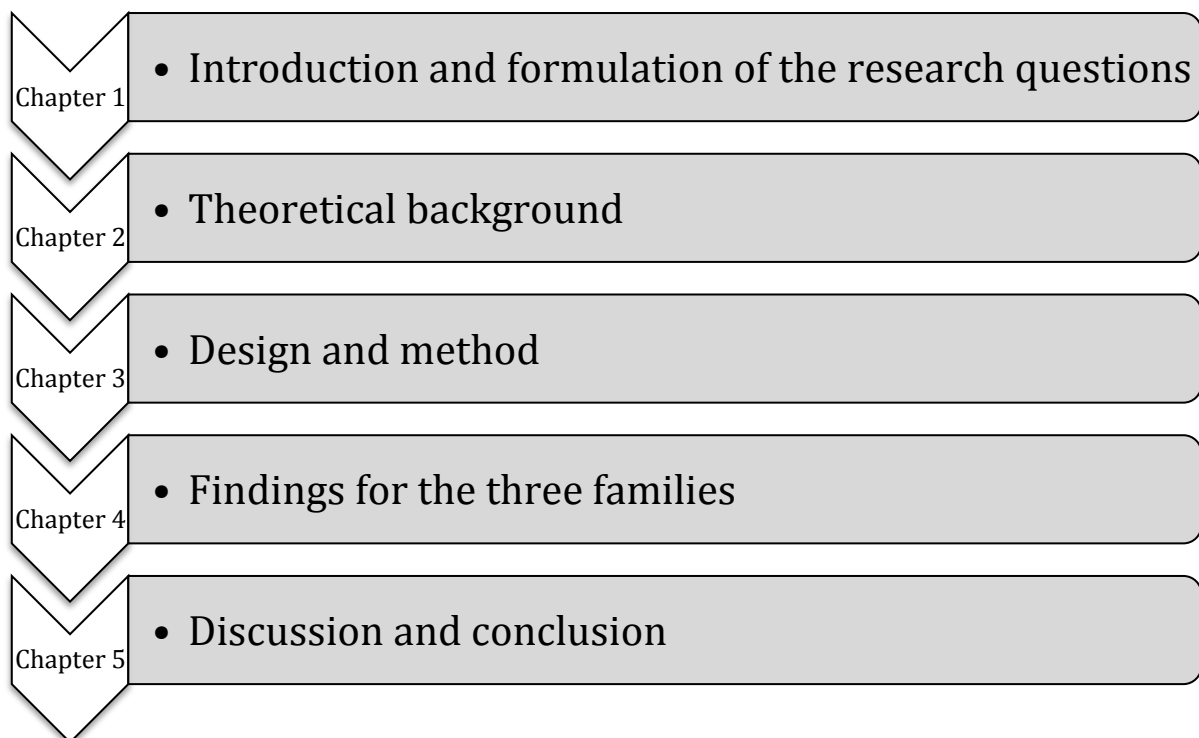 Chapter 1
• Introduction and formulation of the research questions
Chapter 2
• Theoretical background
Chapter 3
• Design and method
Chapter 4
• Findings for the three families
Chapter 5
• Discussion and conclusion